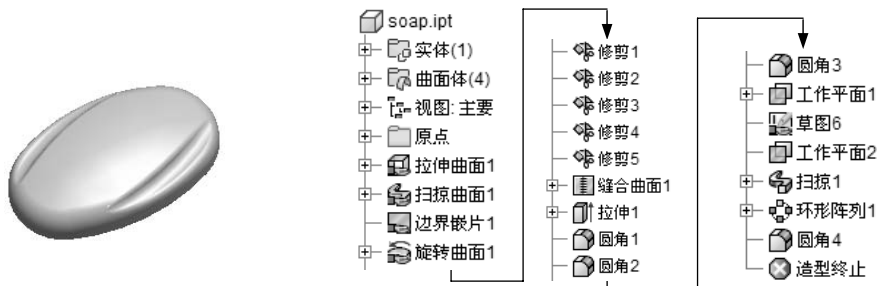 soap.ipt
实体(1)
曲面体(4)
视图: 主要
原点
拉伸曲面1
扫掠曲面1
边界嵌片1
旋转曲面1
修剪1
修剪2
修剪3
修剪4
修剪5
缝合曲面1
拉伸1
圆角1
圆角2
圆角3
工作平面1
草图6
工作平面2
扫掠1
环形阵列1
圆角4
造型终止